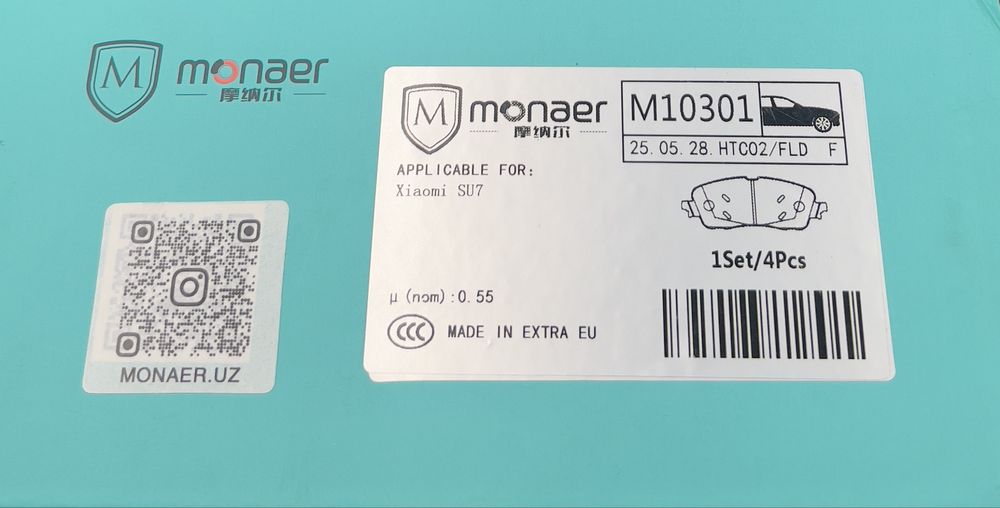 M
monaer
摩纳尔
MONAER.UZ
M
monaer
摩纳尔
M10301
25.05.28.HTC02/FLD F
APPLICABLE FOR:
Xiaomi SU7
1Set/4Pcs
μ(nom):0.55
CCC
MADE IN EXTRA EU